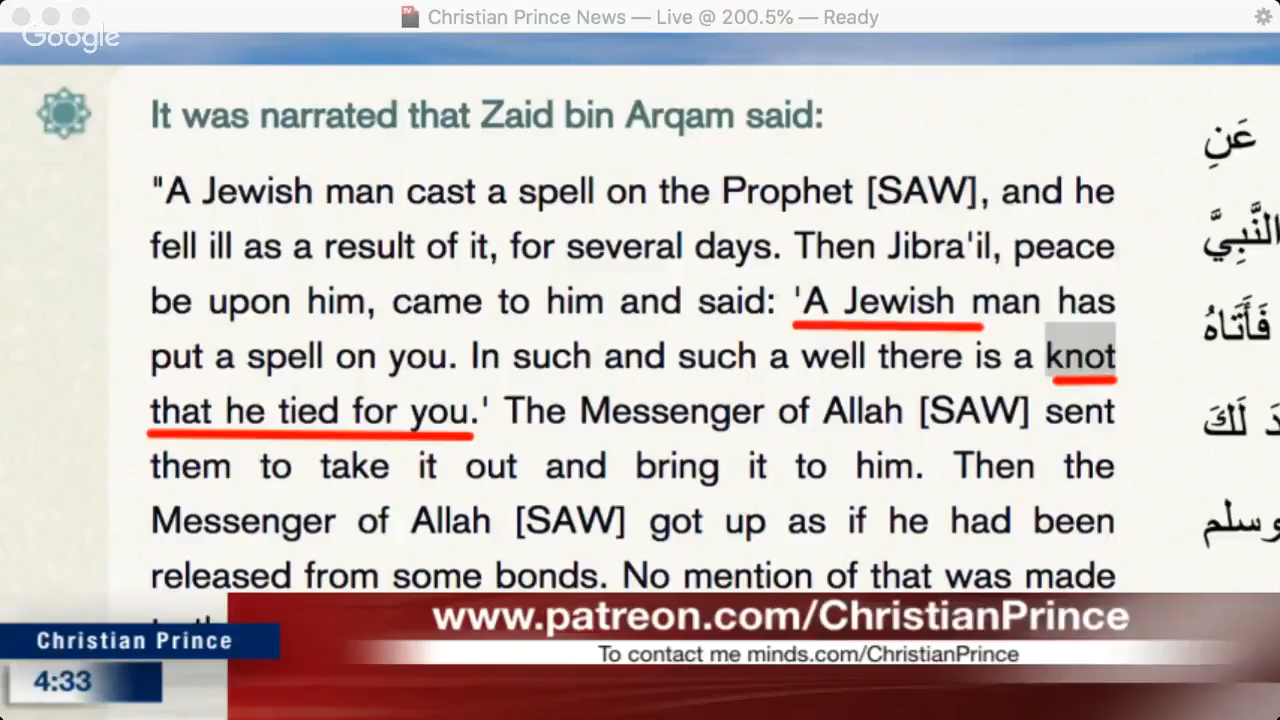 Christian Prince News — Live @ 200.5% — Ready
Google
It was narrated that Zaid bin Arqam said:
"A Jewish man cast a spell on the Prophet [SAW], and he
fell ill as a result of it, for several days. Then Jibra'il, peace
be upon him, came to him and said: 'A Jewish man has
put a spell on you. In such and such a well there is a knot
that he tied for you.' The Messenger of Allah [SAW] sent
them to take it out and bring it to him. Then the
Messenger of Allah [SAW] got up as if he had been
released from some bonds. No mention of that was made
عَنِ
النَّبِيَّ
فَأَتَاهُ
لَكَ
وسلم
www.patreon.com/ChristianPrince
To contact me minds.com/ChristianPrince
Christian Prince
4:33